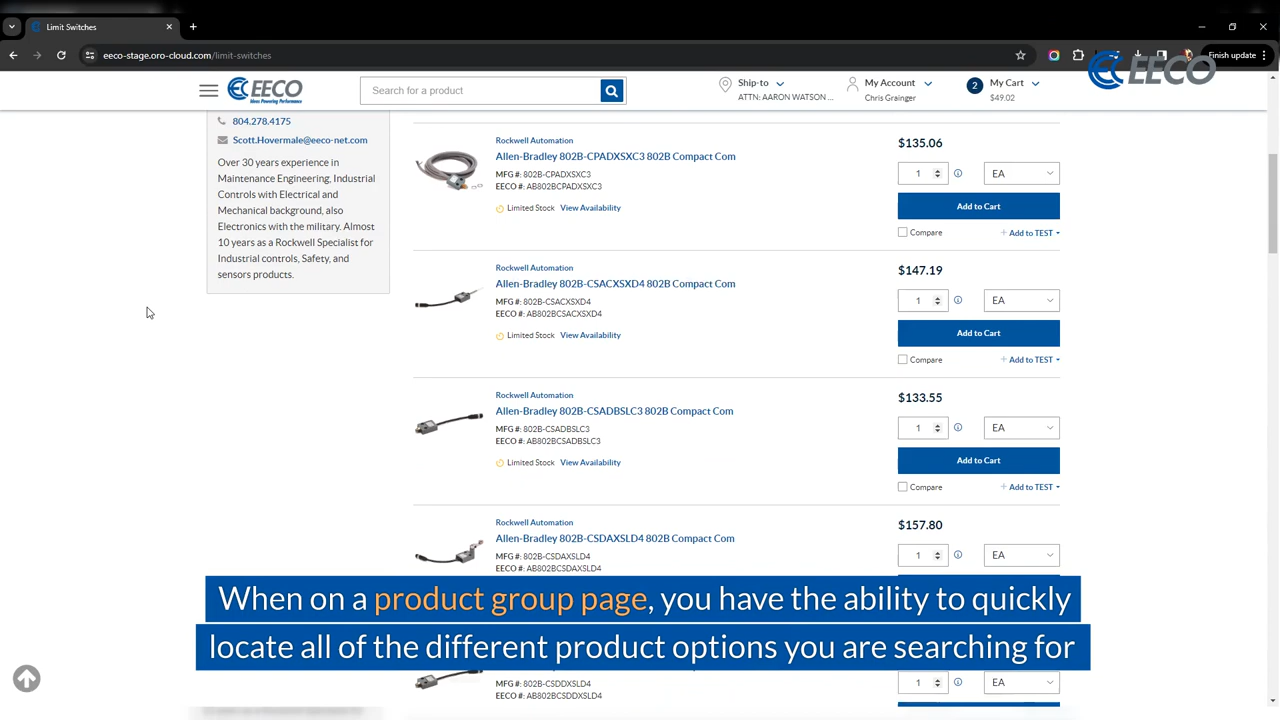 Limit Switches
eeco-stage.oro-cloud.com/limit-switches
Finish update
EECO
EECO
Ideas Powering Performance
Search for a product
Ship-to
ATTN: AARON WATSON ...
My Account
Chris Grainger
2
My Cart
$49.02
804.278.4175
Scott.Hovermale@eeco-net.com
Over 30 years experience in
Maintenance Engineering, Industrial
Controls with Electrical and
Mechanical background, also
Electronics with the military. Almost
10 years as a Rockwell Specialist for
Industrial controls, Safety, and
sensors products.
Rockwell Automation
Allen-Bradley 802B-CPADXSXC3 802B Compact Com
MFG #: 802B-CPADXSXC3
EECO #: AB802BCPADXSXC3
Limited Stock View Availability
$135.06
1 EA
Add to Cart
Compare + Add to TEST
Rockwell Automation
Allen-Bradley 802B-CSACXSXD4 802B Compact Com
MFG #: 802B-CSACXSXD4
EECO #: AB802BCSACXSXD4
Limited Stock View Availability
$147.19
1 EA
Add to Cart
Compare + Add to TEST
Rockwell Automation
Allen-Bradley 802B-CSADBSLC3 802B Compact Com
MFG #: 802B-CSADBSLC3
EECO #: AB802BCSADBSLC3
Limited Stock View Availability
$133.55
1 EA
Add to Cart
Compare + Add to TEST
Rockwell Automation
Allen-Bradley 802B-CSDAXSLD4 802B Compact Com
MFG #: 802B-CSDAXSLD4
EECO #: AB802BCSDAXSLD4
$157.80
1 EA
When on a product group page, you have the ability to quickly
locate all of the different product options you are searching for
MFG #: 802B-CSDDXSLD4
EECO #: AB802BCSDDXSLD4
1 EA